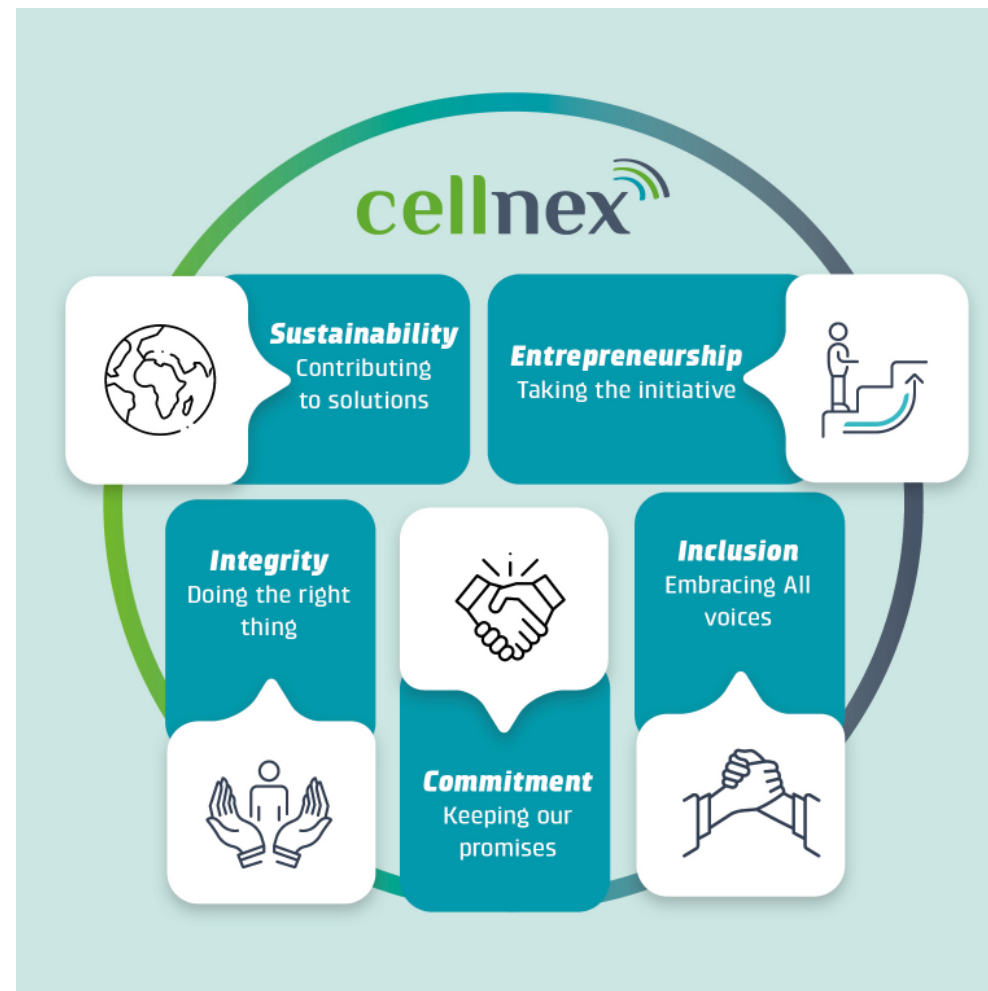 cellnex
Sustainability
Contributing
to solutions
Entrepreneurship
Taking the initiative
Integrity
Doing the right
thing
Commitment
Keeping our
promises
Inclusion
Embracing All
voices